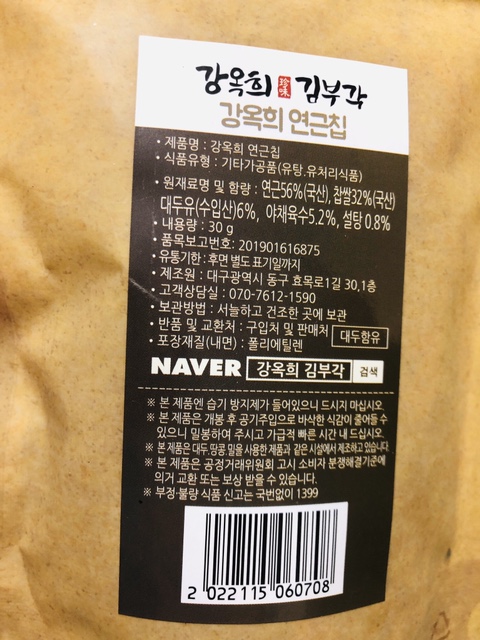 강옥희 珍味 김부각
강옥희 연근칩
• 제품명 : 강옥희 연근칩
• 식품유형 : 기타가공품(유탕.유처리식품)
• 원재료명 및 함량 : 연근56%(국산), 찹쌀32%(국산)
대두유(수입산)6%, 야채육수5.2%, 설탕 0.8%
• 내용량 : 30 g
• 품목보고번호: 201901616875
• 유통기한 : 후면 별도 표기일까지
• 제조원 : 대구광역시 동구 효목로1길 30,1층
• 고객상담실 : 070-7612-1590
• 보관방법 : 서늘하고 건조한 곳에 보관
• 반품 및 교환처 : 구입처 및 판매처 대두함유
• 포장재질(내면) : 폴리에틸렌
NAVER 강옥희 김부각 검색
※ 본 제품엔 습기 방지제가 들어있으니 드시지 마십시오.
※ 본 제품은 개봉 후 공기주입으로 바삭한 식감이 줄어들 수
있으니 밀봉하여 주시고 가급적 빠른 시간 내 드십시오.
※ 본 제품은 대두,땅콩,밀을 사용한 제품과 같은 시설에서 제조하고 있습니다.
※ 본 제품은 공정거래위원회 고시 소비자 분쟁해결기준에
의거 교환 또는 보상 받을 수 있습니다.
※ 부정·불량 식품 신고는 국번없이 1399
2 022115 060708